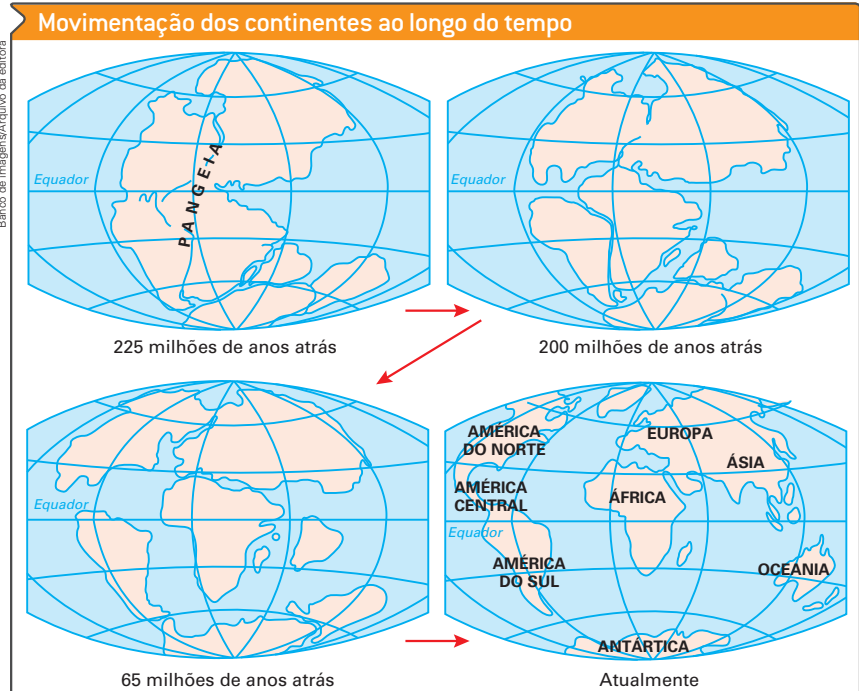 Movimentação dos continentes ao longo do tempo
Banco de imagens/Arquivo da editora
Equador
PANGEIA
Equador
225 milhões de anos atrás
200 milhões de anos atrás
Equador
65 milhões de anos atrás
AMÉRICA
DO NORTE
EUROPA
ÁSIA
AMÉRICA
CENTRAL
ÁFRICA
Equador
AMÉRICA
DO SUL
OCEANIA
ANTÁRTICA
Atualmente